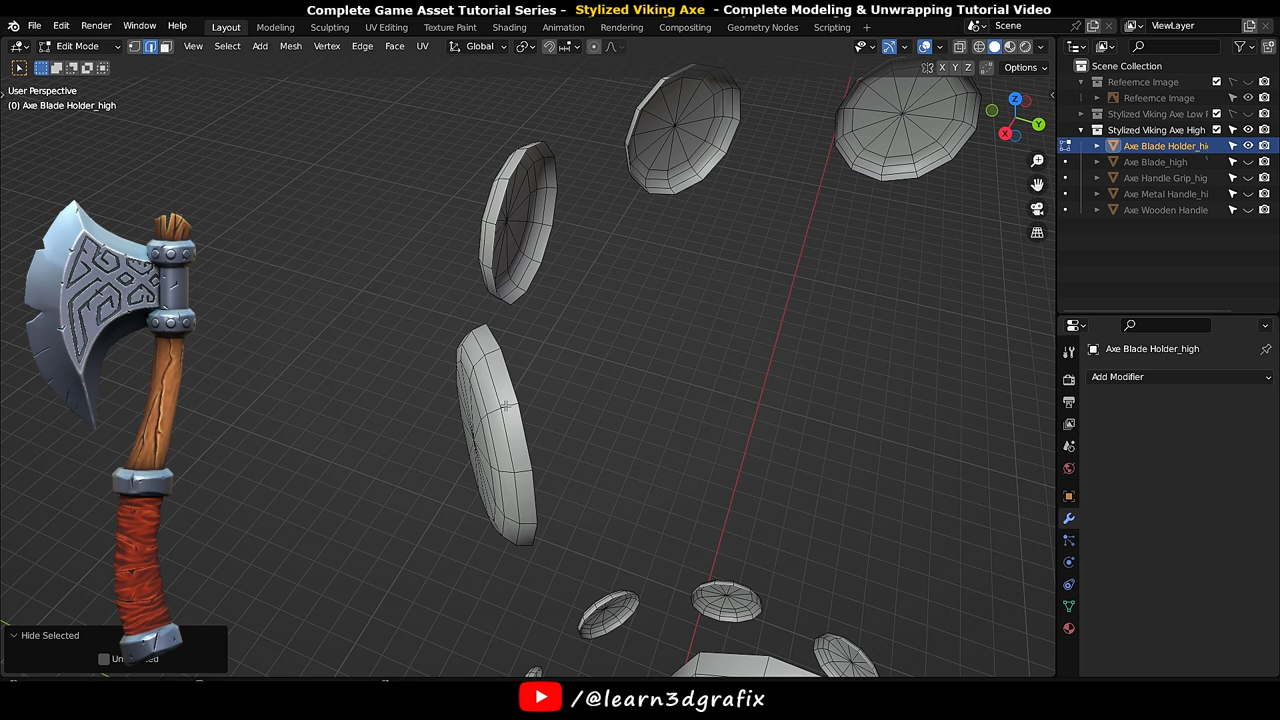 Complete Game Asset Tutorial Series - Stylized Viking Axe - Complete Modeling & Unwrapping Tutorial Video
File Edit Render Window Help Layout Modeling Sculpting UV Editing Texture Paint Shading Animation Rendering Compositing Geometry Nodes Scripting Scene ViewLayer
Edit Mode View Select Add Mesh Vertex Edge Face UV Global
X Y Z Options
User Perspective
(0) Axe Blade Holder_high
Z
Y
X
Scene Collection
Refeemce Image
Refeemce Image
Stylized Viking Axe Low
Stylized Viking Axe High
Axe Blade Holder_hi
Axe Blade_high
Axe Handle Grip_hig
Axe Metal Handle_hi
Axe Wooden Handle
Axe Blade Holder_high
Add Modifier
Hide Selected
/@learn3dgrafix